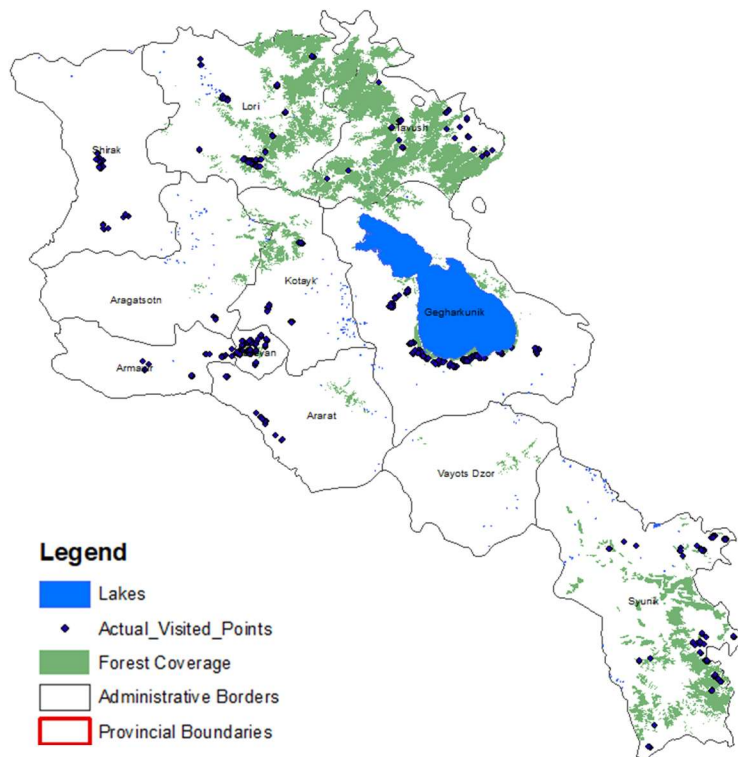 Lori
Tavush
Shirak
Kotayk
Aragatsotn
Gegharkunik
Armavir
Ararat
Vayots Dzor
Syunik
Legend
Lakes
Actual_Visited_Points
Forest Coverage
Administrative Borders
Provincial Boundaries